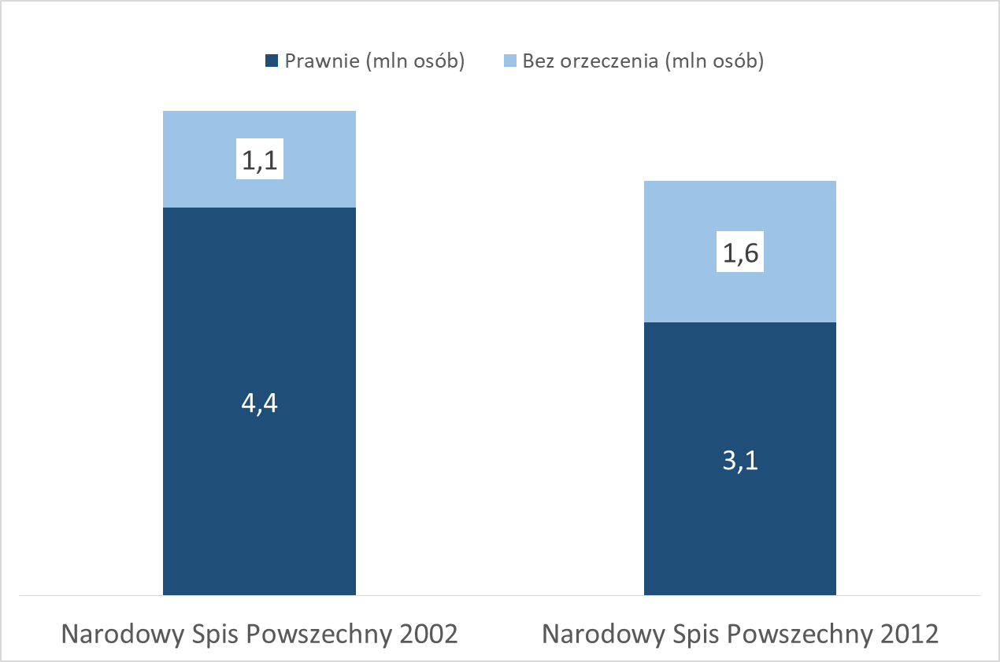 Prawnie (mln osób) Bez orzeczenia (mln osób)
1,1
1,6
4,4
3,1
Narodowy Spis Powszechny 2002 Narodowy Spis Powszechny 2012